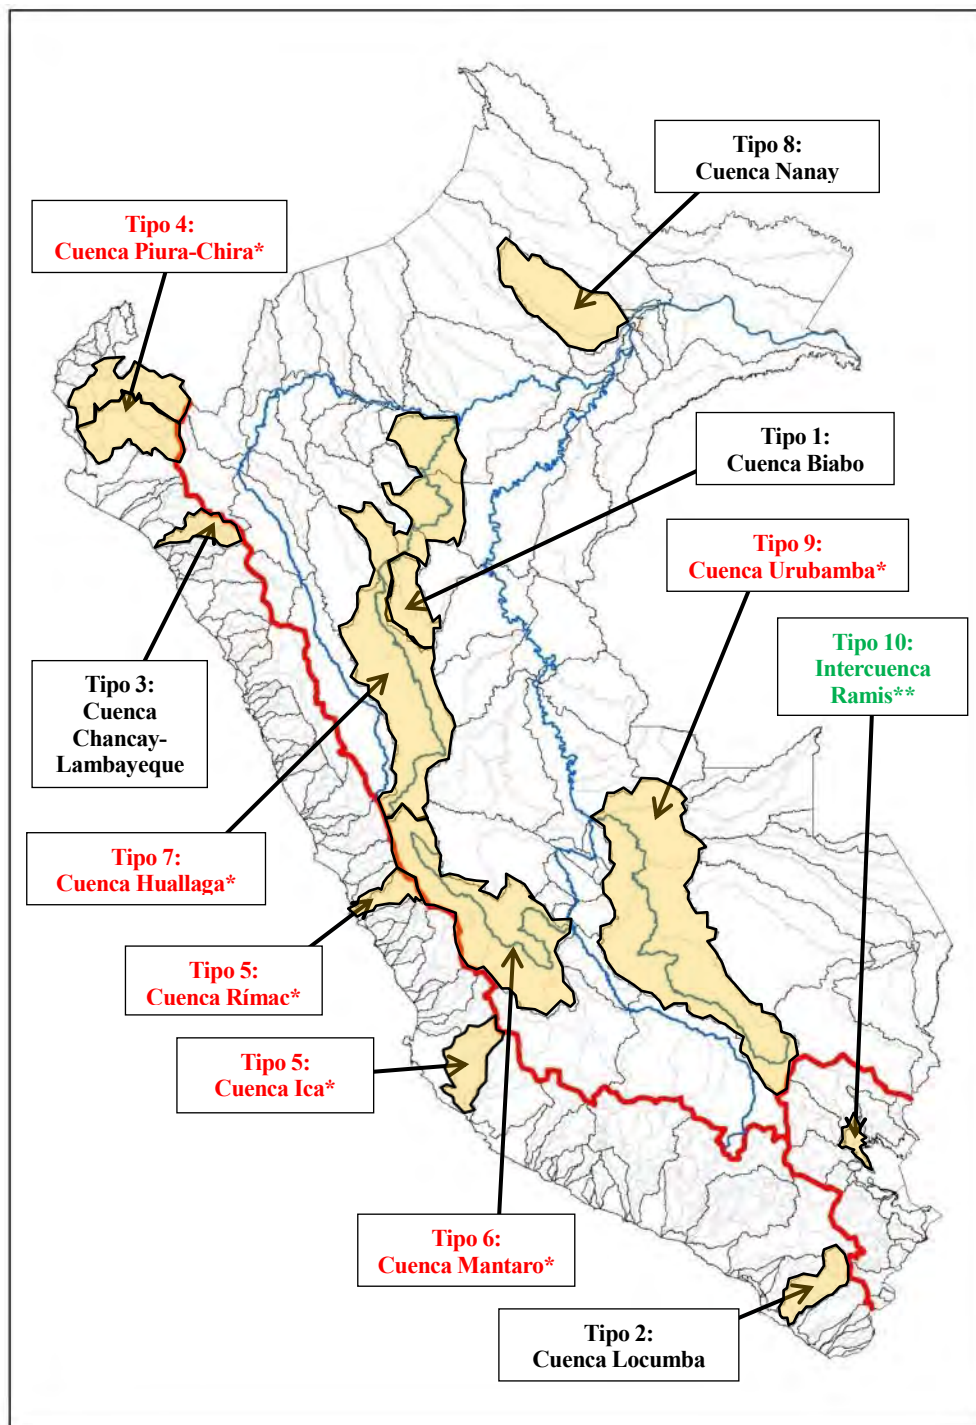 Tipo 8:
Cuenca Nanay
Tipo 4:
Cuenca Piura-Chira*
Tipo 1:
Cuenca Biabo
Tipo 9:
Cuenca Urubamba*
Tipo 10:
Intercuenca
Ramis**
Tipo 3:
Cuenca
Chancay-
Lambayeque
Tipo 7:
Cuenca Huallaga*
Tipo 5:
Cuenca Rímac*
Tipo 5:
Cuenca Ica*
Tipo 6:
Cuenca Mantaro*
Tipo 2:
Cuenca Locumba